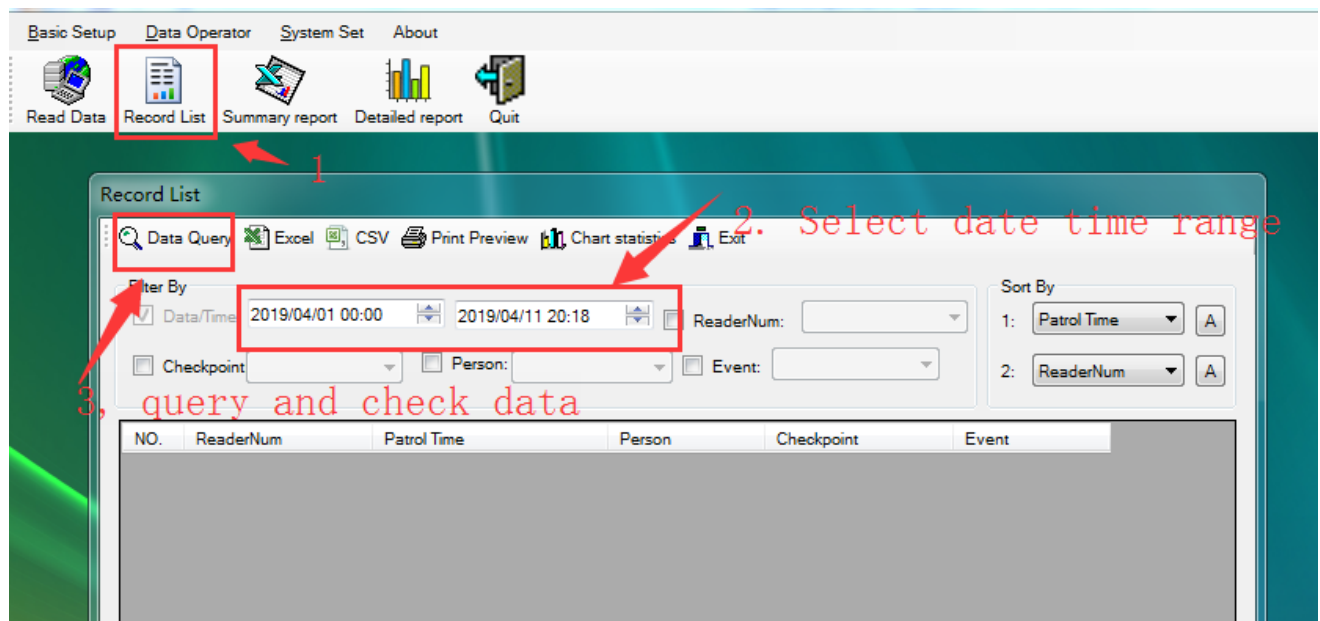 Basic Setup Data Operator System Set About
Read Data Record List Summary report Detailed report Quit
1
Record List
2. Select date time range
Data Query Excel CSV Print Preview Chart statistics Exit
Filter By Sort By
Data/Time 2019/04/01 00:00 2019/04/11 20:18 ReaderNum: 1: Patrol Time A
Checkpoint Person: Event: 2: ReaderNum A
3, query and check data
NO. ReaderNum Patrol Time Person Checkpoint Event